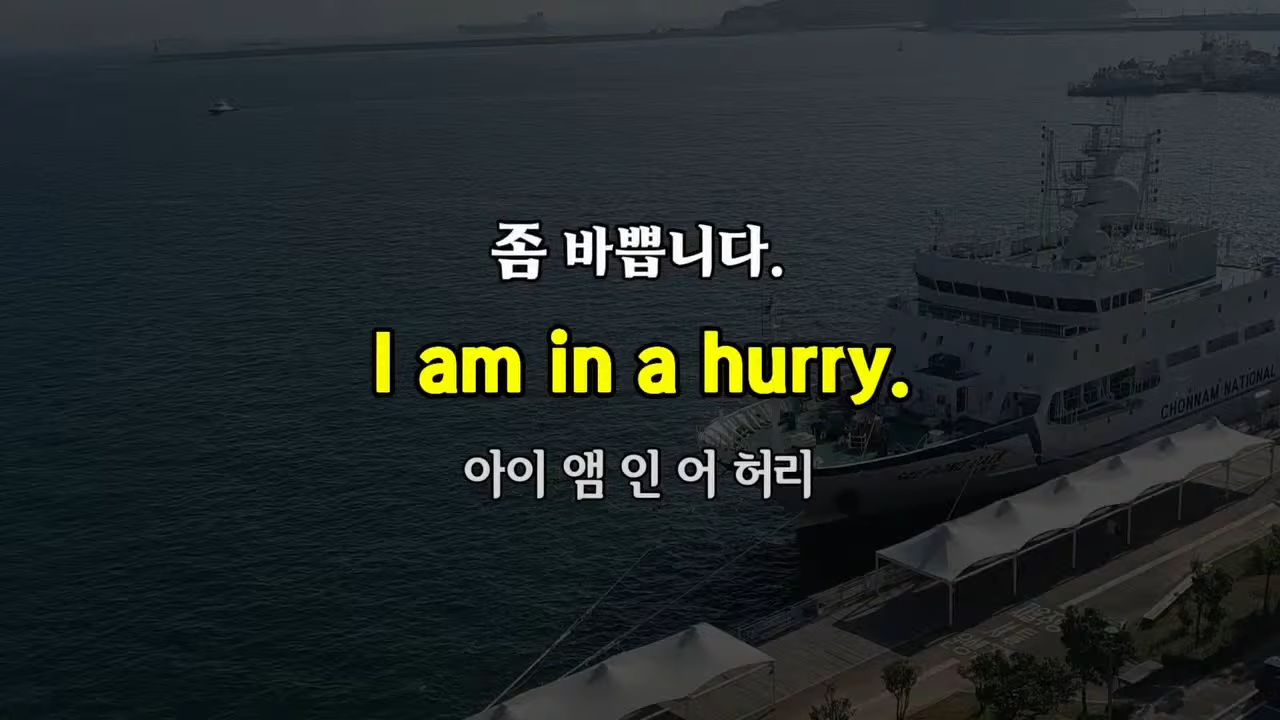 좀 바쁩니다.
I am in a hurry.
아이 앰 인 어 허리
CHONNAM NATIONAL